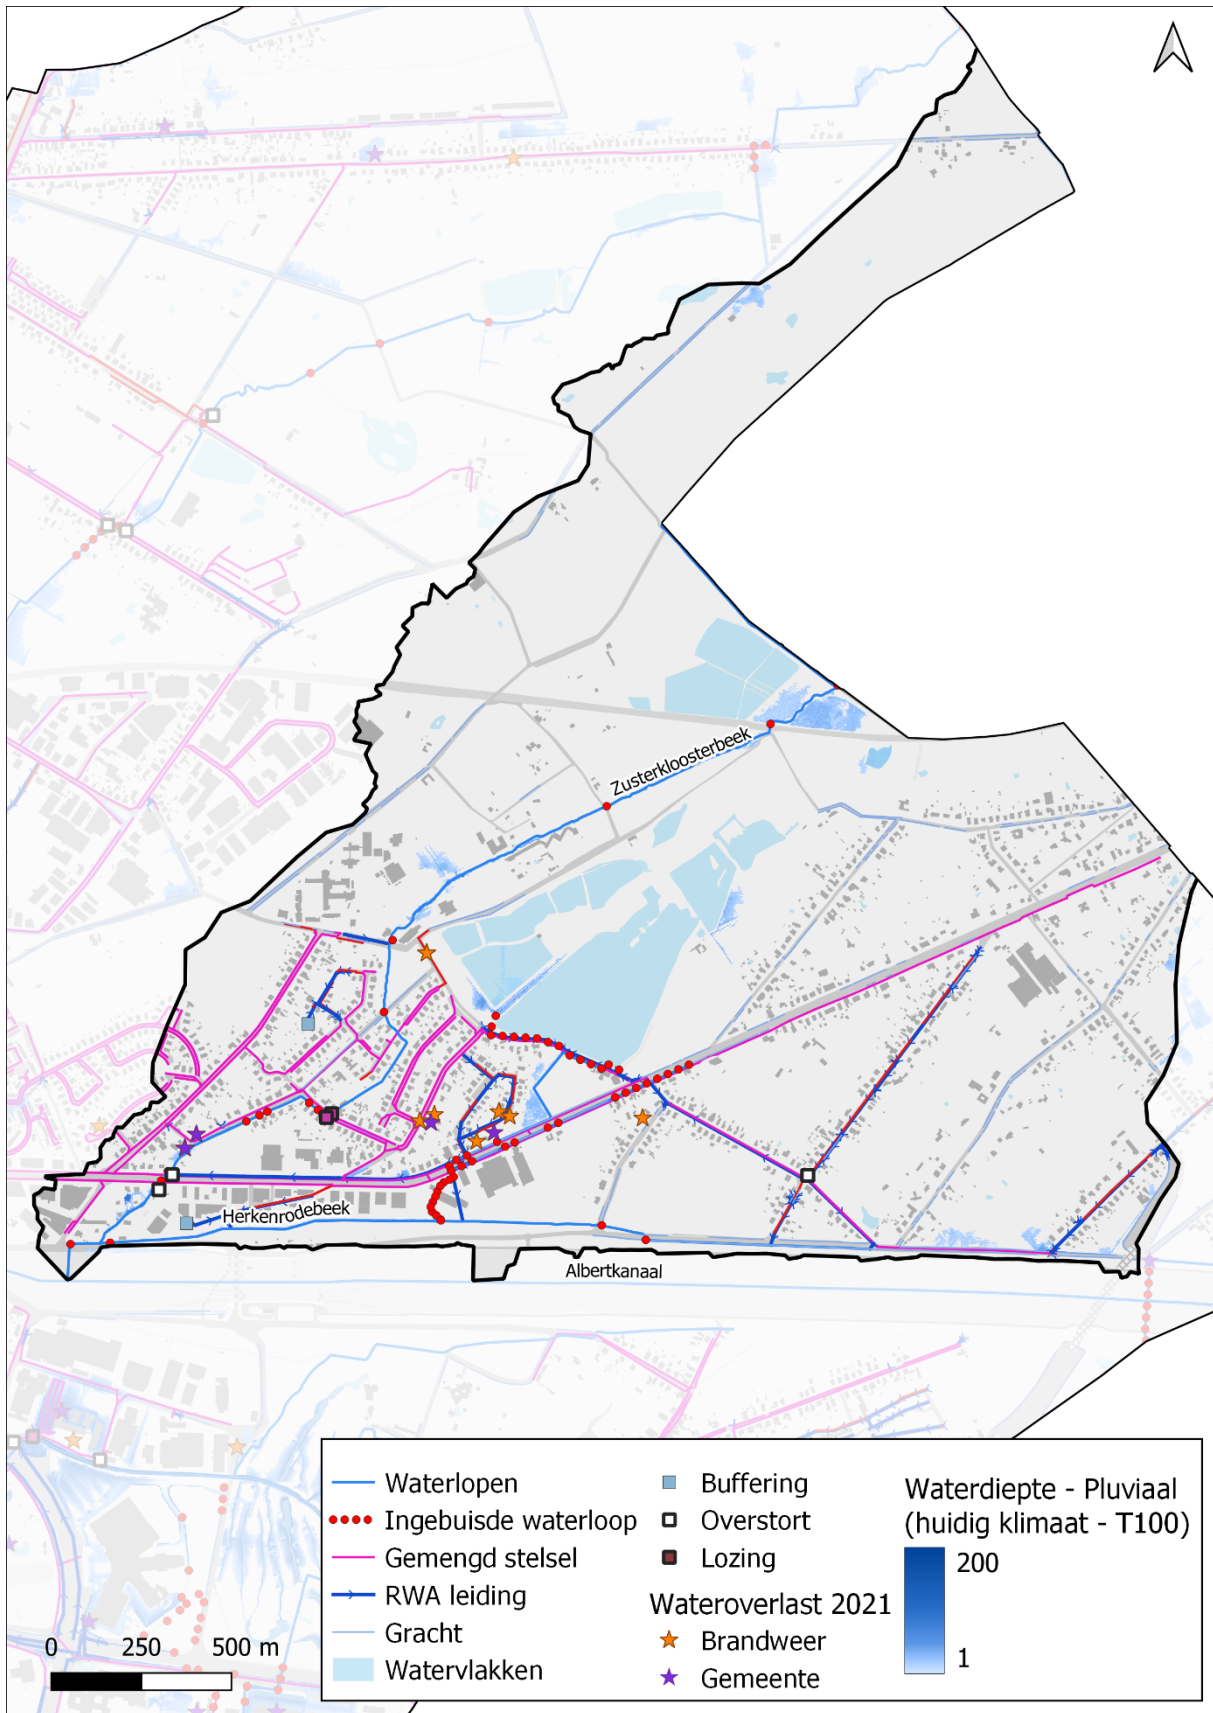 Zusterkloosterbeek
Herkenrodebeek
Albertkanaal
Waterlopen
Ingebuisde waterloop
Gemengd stelsel
RWA leiding
Gracht
Watervlakken
Buffering
Overstort
Lozing
Wateroverlast 2021
Brandweer
Gemeente
Waterdiepte - Pluviaal
(huidig klimaat - T100)
200
1
0 250 500 m